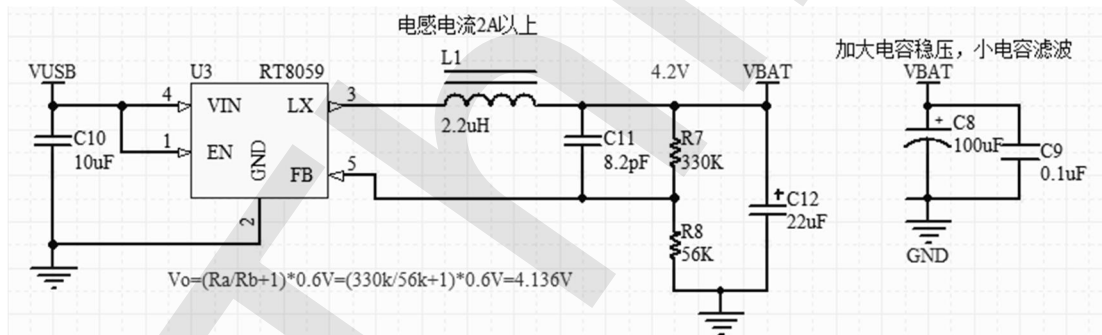 电感电流2A以上
加大电容稳压，小电容滤波
VUSB
U3
RT8059
L1
4.2V
VBAT
VBAT
4
VIN
LX
3
2.2uH
C10
10uF
1
EN
GND
FB
5
2
C11
8.2pF
R7
330K
R8
56K
C12
22uF
+
C8
100uF
C9
0.1uF
GND
Vo=(Ra/Rb+1)*0.6V=(330k/56k+1)*0.6V=4.136V